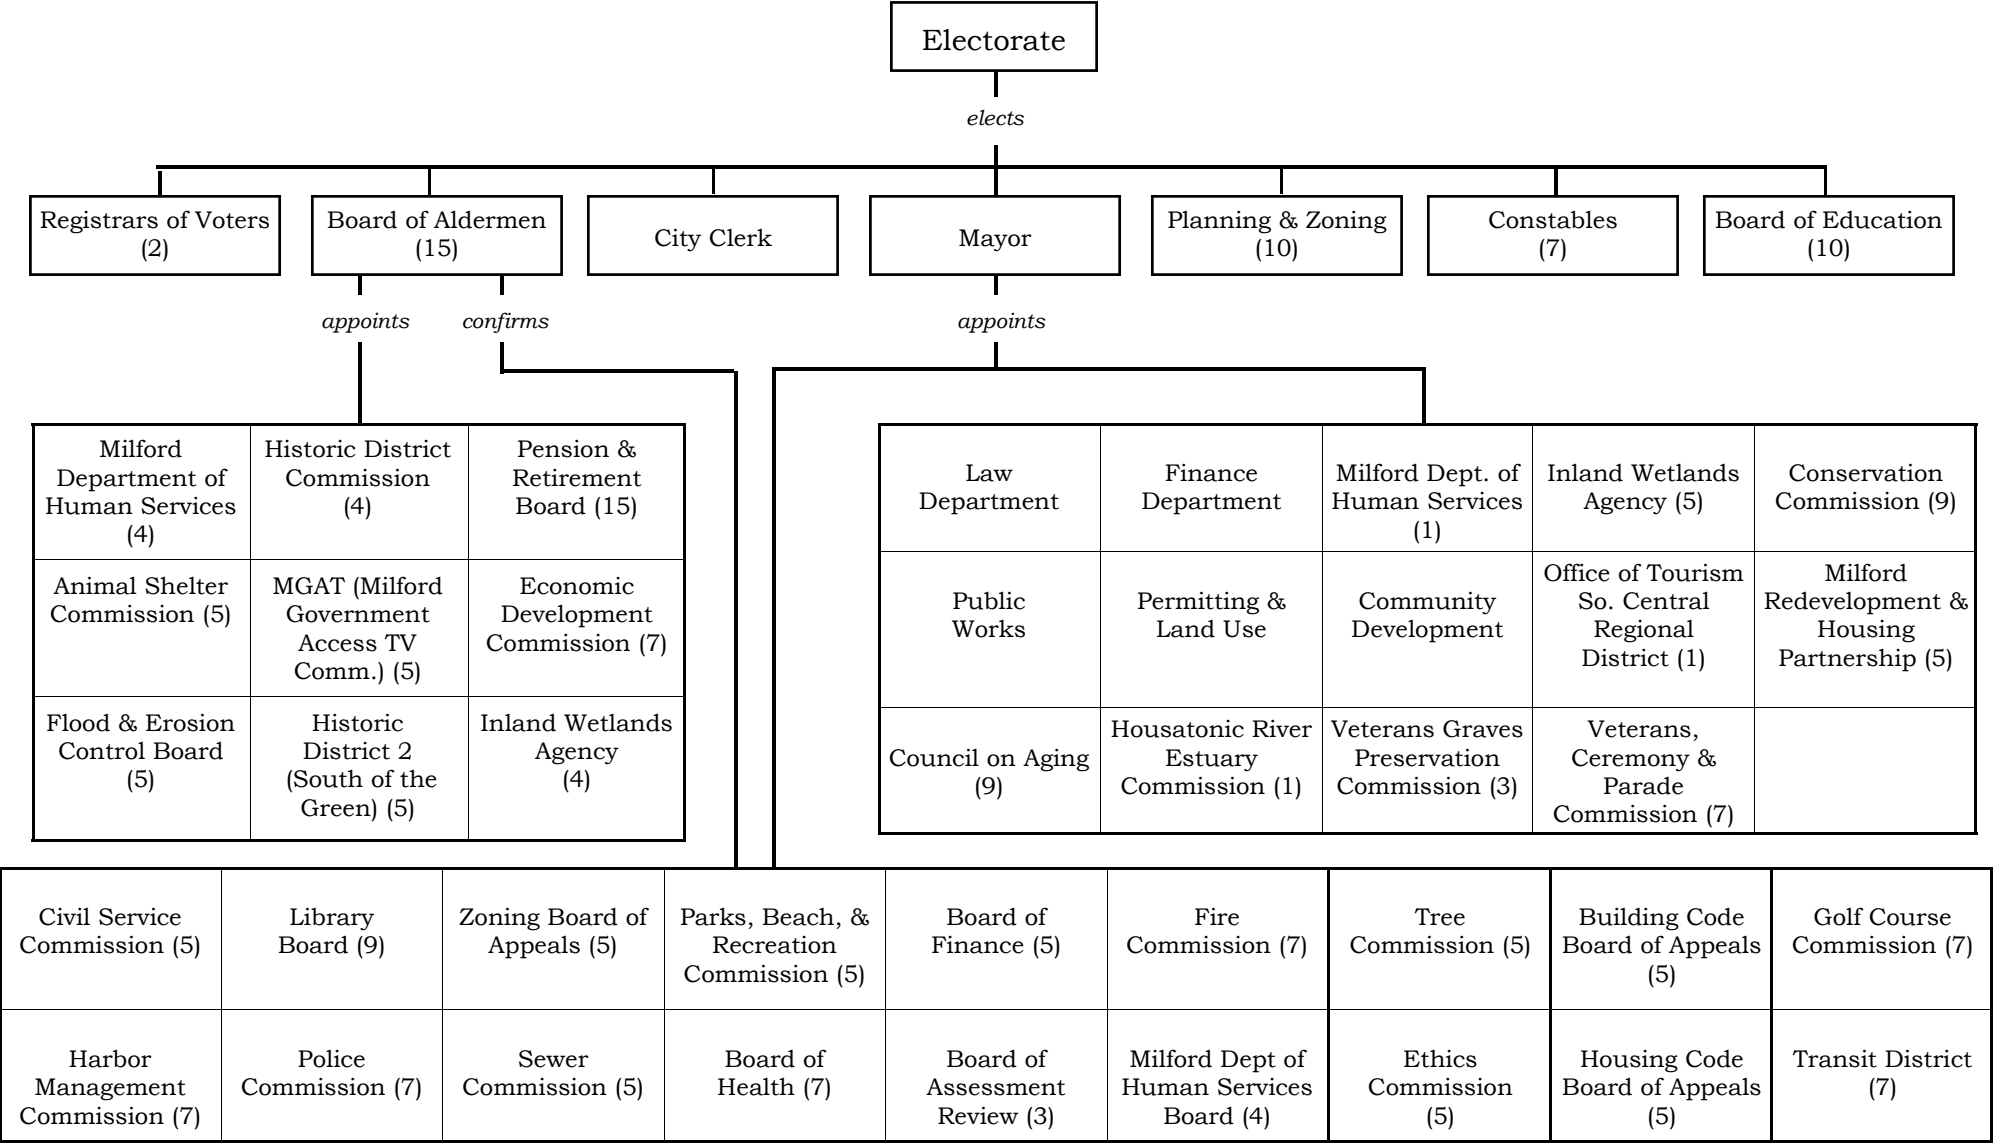 Electorate
elects
Registrars of Voters
(2)
Board of Aldermen
(15)
City Clerk
Mayor
Planning & Zoning
(10)
Constables
(7)
Board of Education
(10)
appoints
confirms
appoints
Milford
Department of
Human Services
(4)
Historic District
Commission
(4)
Pension &
Retirement
Board (15)
Animal Shelter
Commission (5)
MGAT (Milford
Government
Access TV
Comm.) (5)
Economic
Development
Commission (7)
Flood & Erosion
Control Board
(5)
Historic
District 2
(South of the
Green) (5)
Inland Wetlands
Agency
(4)
Law
Department
Finance
Department
Milford Dept. of
Human Services
(1)
Inland Wetlands
Agency (5)
Conservation
Commission (9)
Public
Works
Permitting &
Land Use
Community
Development
Office of Tourism
So. Central
Regional
District (1)
Milford
Redevelopment &
Housing
Partnership (5)
Council on Aging
(9)
Housatonic River
Estuary
Commission (1)
Veterans Graves
Preservation
Commission (3)
Veterans,
Ceremony &
Parade
Commission (7)
Civil Service
Commission (5)
Library
Board (9)
Zoning Board of
Appeals (5)
Parks, Beach, &
Recreation
Commission (5)
Board of
Finance (5)
Fire
Commission (7)
Tree
Commission (5)
Building Code
Board of Appeals
(5)
Golf Course
Commission (7)
Harbor
Management
Commission (7)
Police
Commission (7)
Sewer
Commission (5)
Board of
Health (7)
Board of
Assessment
Review (3)
Milford Dept of
Human Services
Board (4)
Ethics
Commission
(5)
Housing Code
Board of Appeals
(5)
Transit District
(7)